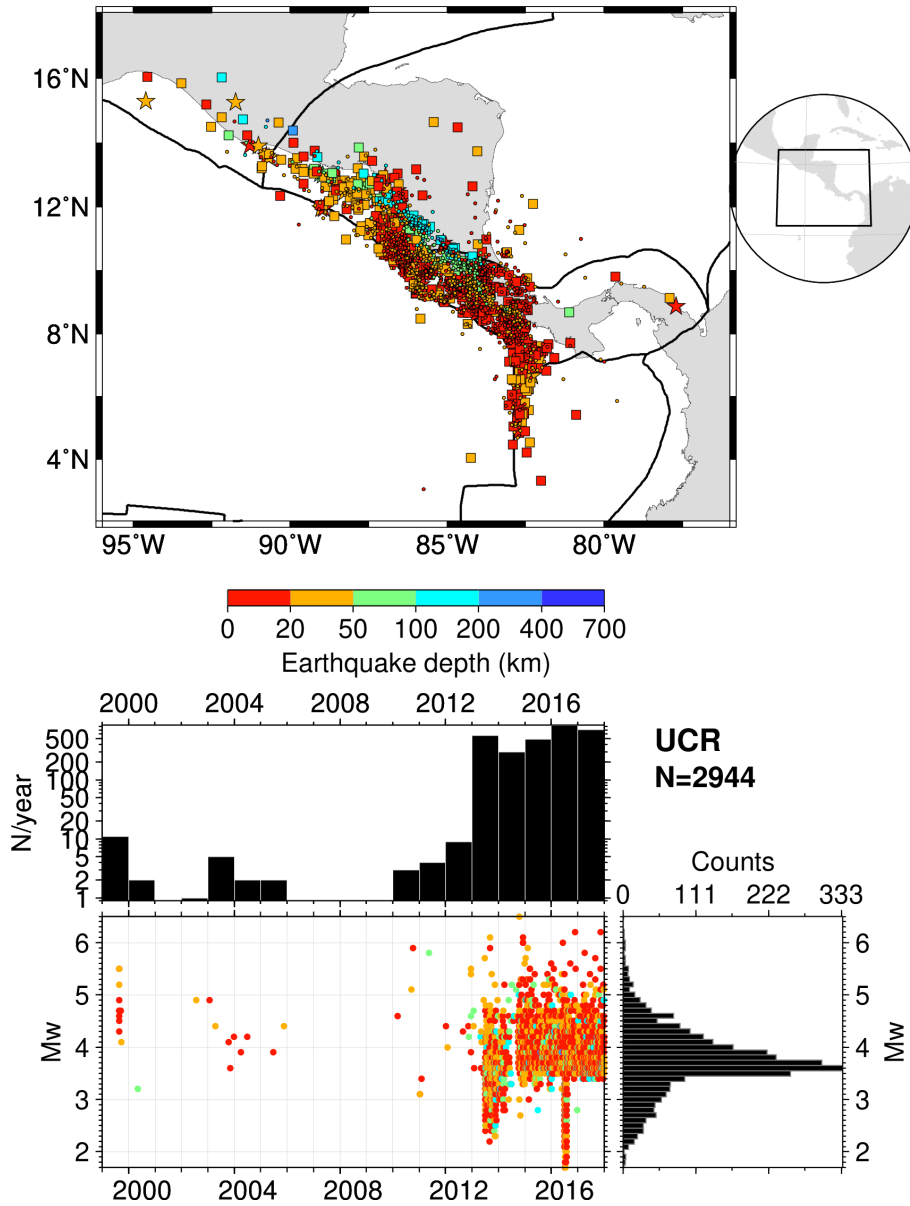 16°N
12°N
8°N
4°N
95°W 90°W 85°W 80°W
0 20 50 100 200 400 700
Earthquake depth (km)
2000 2004 2008 2012 2016
500
200
100
50
20
10
5
2
1
N/year
UCR
N=2944
Counts
0 111 222 333
6
5
4
3
2
Mw
6
5
4
3
2
Mw
2000 2004 2008 2012 2016